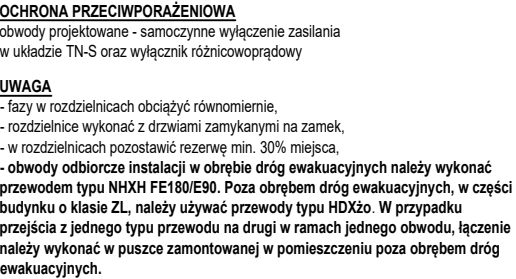 OCHRONA PRZECIWPORAŻENIOWA
obwody projektowane - samoczynne wyłączenie zasilania
w układzie TN-S oraz wyłącznik różnicowoprądowy
UWAGA
- fazy w rozdzielnicach obciążyć równomiernie,
- rozdzielnice wykonać z drzwiami zamykanymi na zamek,
- w rozdzielnicach pozostawić rezerwę min. 30% miejsca,
- obwody odbiorcze instalacji w obrębie dróg ewakuacyjnych należy wykonać
przewodem typu NHXH FE180/E90. Poza obrębem dróg ewakuacyjnych, w części
budynku o klasie ZL, należy używać przewody typu HDXżo. W przypadku
przejścia z jednego typu przewodu na drugi w ramach jednego obwodu, łączenie
należy wykonać w puszce zamontowanej w pomieszczeniu poza obrębem dróg
ewakuacyjnych.